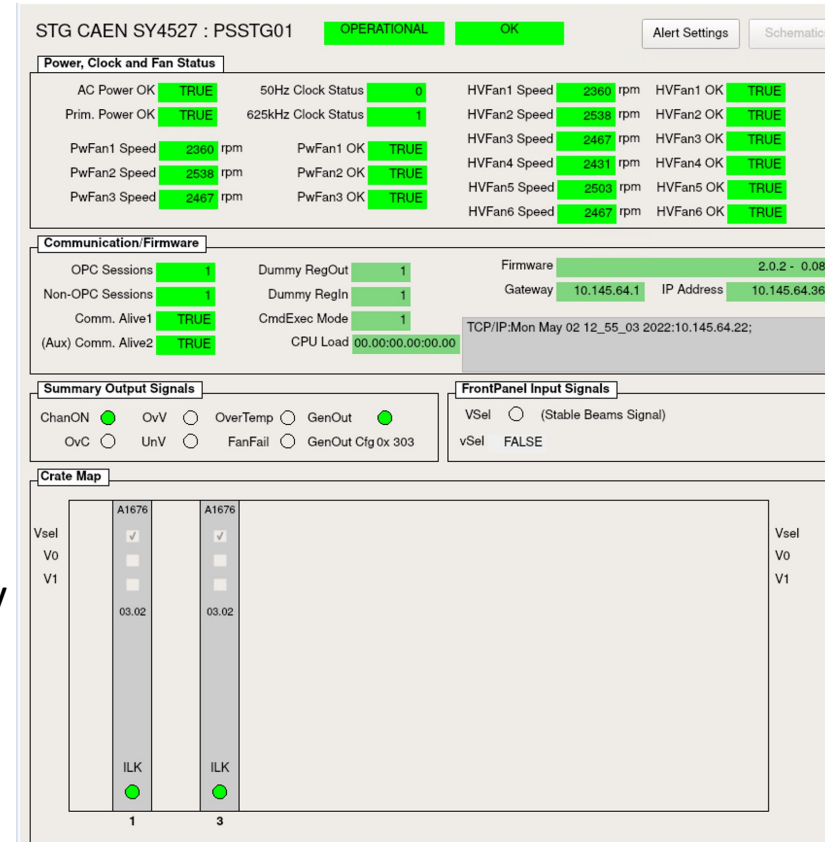 STG CAEN SY4527 : PSSTG01 OPERATIONAL OK Alert Settings Schematic
Power, Clock and Fan Status
AC Power OK TRUE 50Hz Clock Status 0 HVFan1 Speed 2360 rpm HVFan1 OK TRUE
Prim. Power OK TRUE 625kHz Clock Status 1 HVFan2 Speed 2538 rpm HVFan2 OK TRUE
HVFan3 Speed 2467 rpm HVFan3 OK TRUE
PwFan1 Speed 2360 rpm PwFan1 OK TRUE
HVFan4 Speed 2431 rpm HVFan4 OK TRUE
PwFan2 Speed 2538 rpm PwFan2 OK TRUE
HVFan5 Speed 2503 rpm HVFan5 OK TRUE
PwFan3 Speed 2467 rpm PwFan3 OK TRUE
HVFan6 Speed 2467 rpm HVFan6 OK TRUE
Communication/Firmware
OPC Sessions 1 Dummy RegOut 1 Firmware 2.0.2 - 0.08
Non-OPC Sessions 1 Dummy RegIn 1 Gateway 10.145.64.1 IP Address 10.145.64.36
Comm. Alive1 TRUE CmdExec Mode 1 TCP/IP:Mon May 02 12_55_03 2022:10.145.64.22;
(Aux) Comm. Alive2 TRUE CPU Load 00.00:00.00:00.00
Summary Output Signals FrontPanel Input Signals
ChanON OvV OverTemp GenOut VSel (Stable Beams Signal)
OvC UnV FanFail GenOut Cfg 0x 303 vSel FALSE
Crate Map
A1676 A1676
Vsel Vsel
V0 V0
V1 V1
03.02 03.02
ILK ILK
1 3